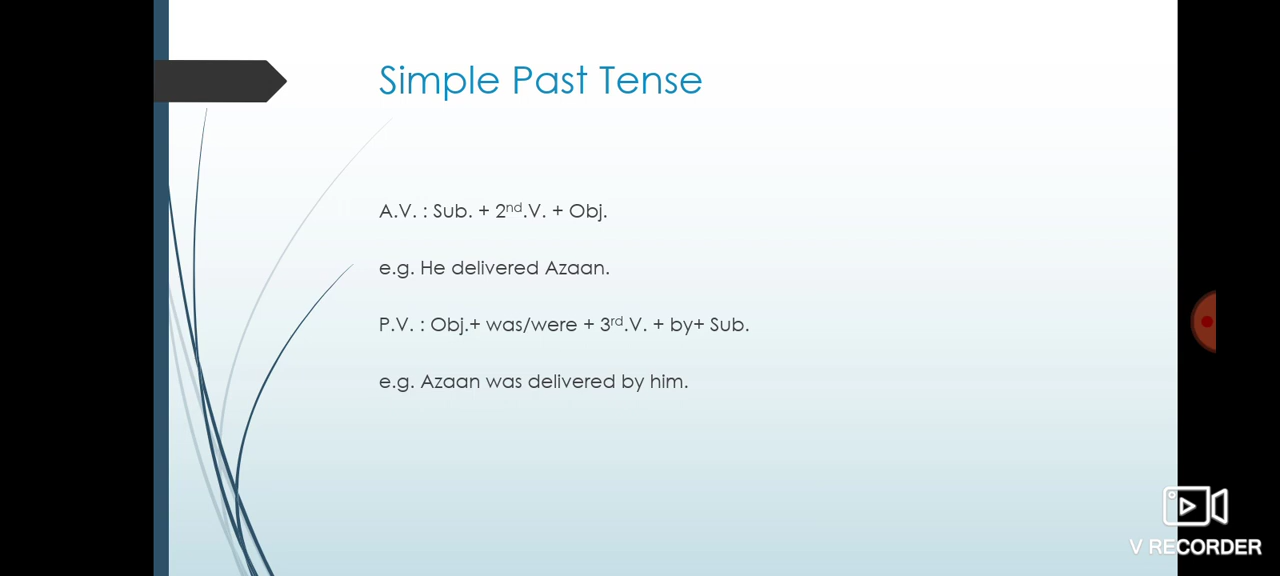 Simple Past Tense
A.V. : Sub. + 2nd.V. + Obj.
e.g. He delivered Azaan.
P.V. : Obj.+ was/were + 3rd.V. + by+ Sub.
e.g. Azaan was delivered by him.
V RECORDER